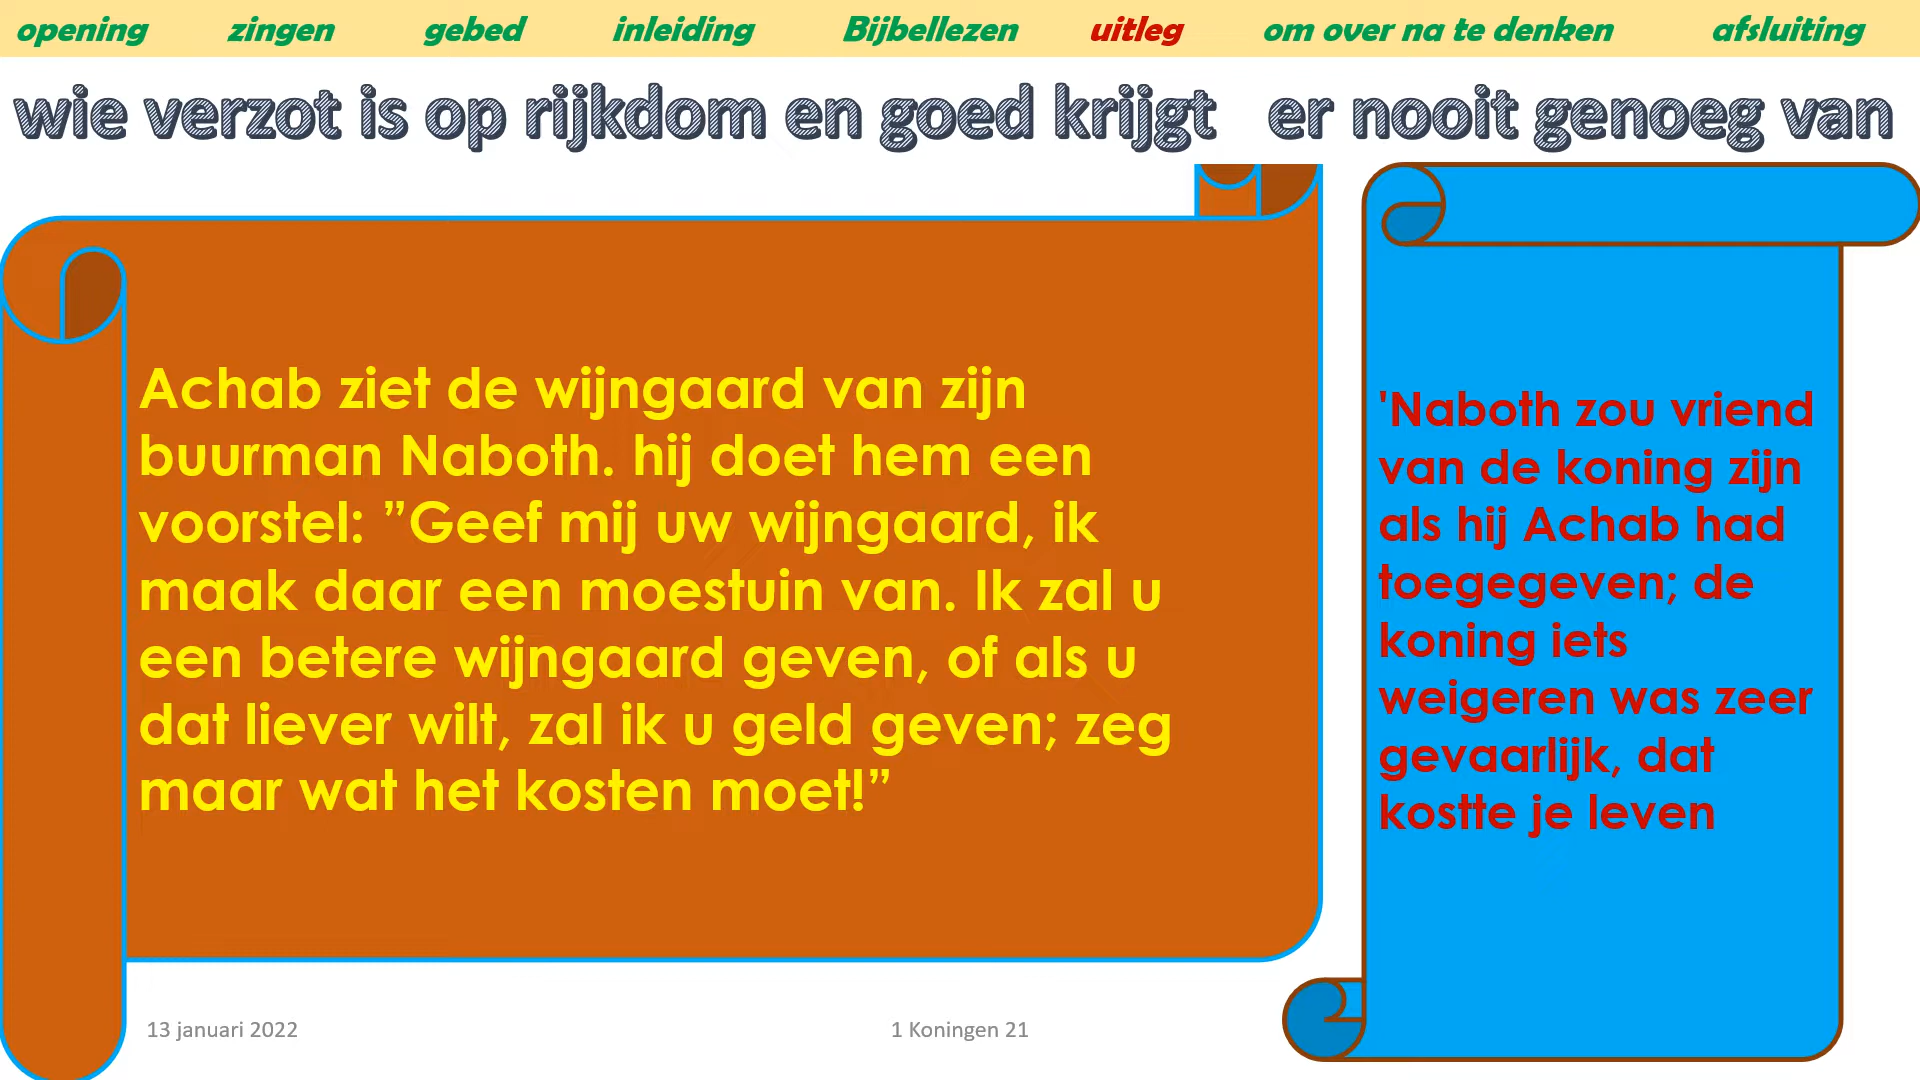 opening zingen gebed inleiding Bijbellezen uitleg om over na te denken afsluiting
wie verzot is op rijkdom en goed krijgt er nooit genoeg van
Achab ziet de wijngaard van zijn
buurman Naboth. hij doet hem een
voorstel: ”Geef mij uw wijngaard, ik
maak daar een moestuin van. Ik zal u
een betere wijngaard geven, of als u
dat liever wilt, zal ik u geld geven; zeg
maar wat het kosten moet!”
'Naboth zou vriend
van de koning zijn
als hij Achab had
toegegeven; de
koning iets
weigeren was zeer
gevaarlijk, dat
kostte je leven
13 januari 2022
1 Koningen 21